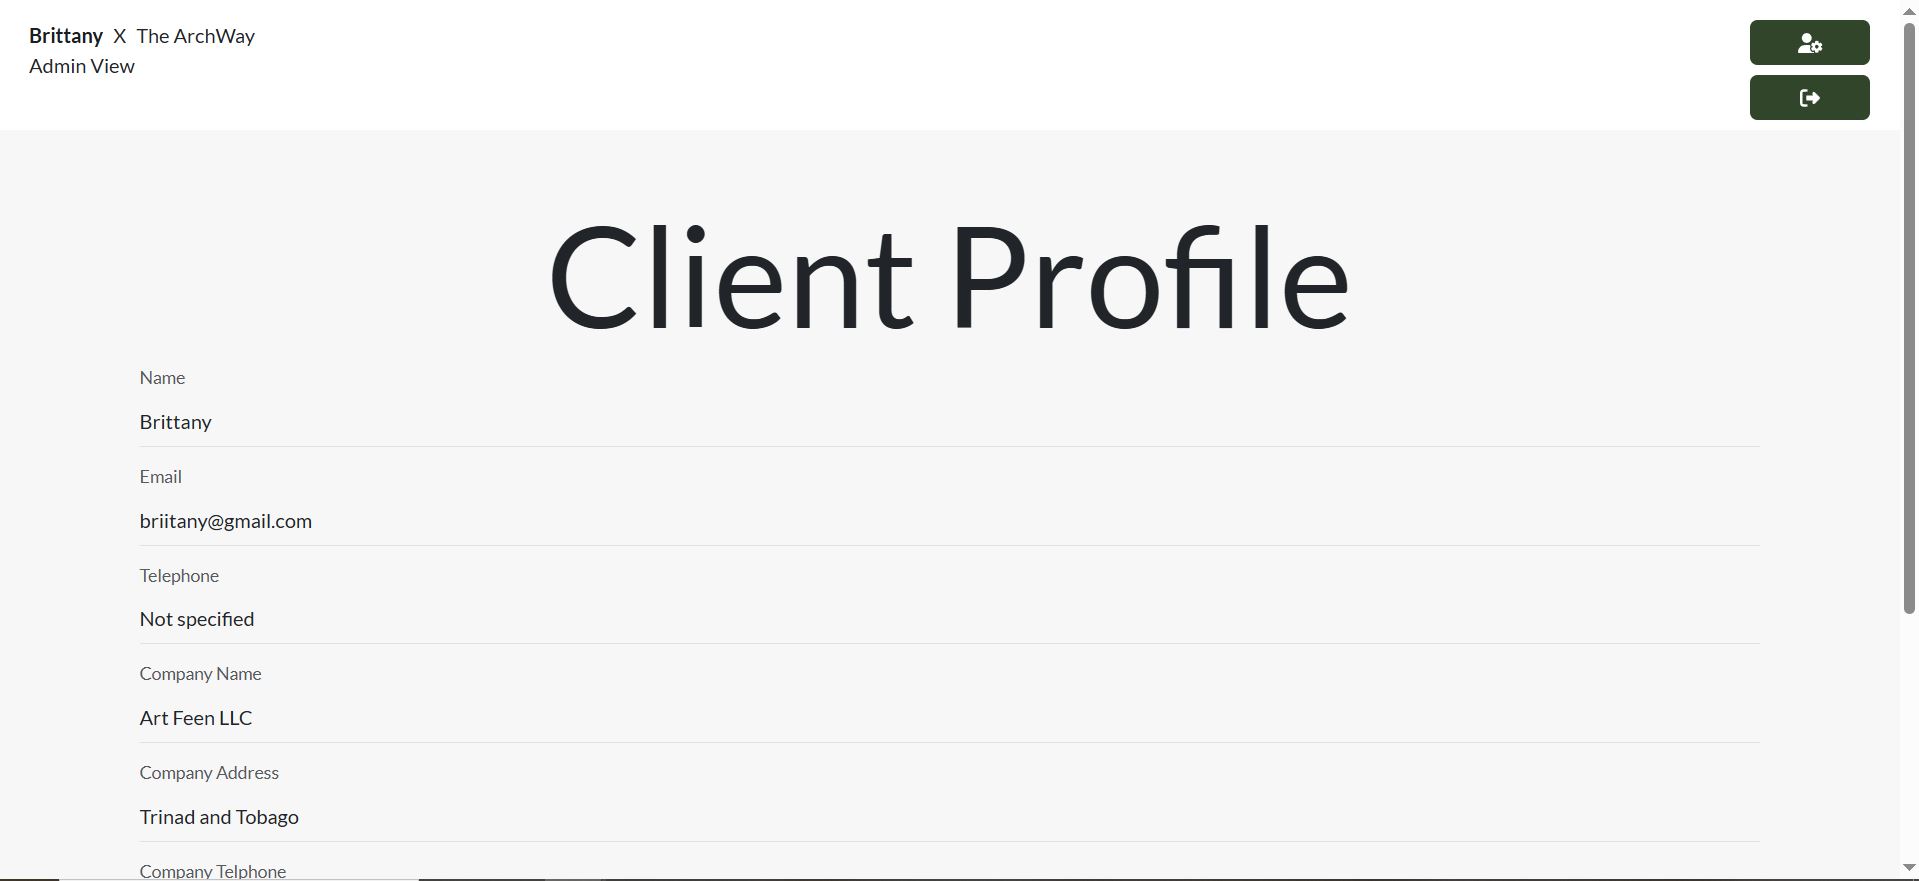 Brittany X The ArchWay
Admin View
Client Profile
Name
Brittany
Email
briitany@gmail.com
Telephone
Not specified
Company Name
Art Feen LLC
Company Address
Trinad and Tobago
Company Telphone